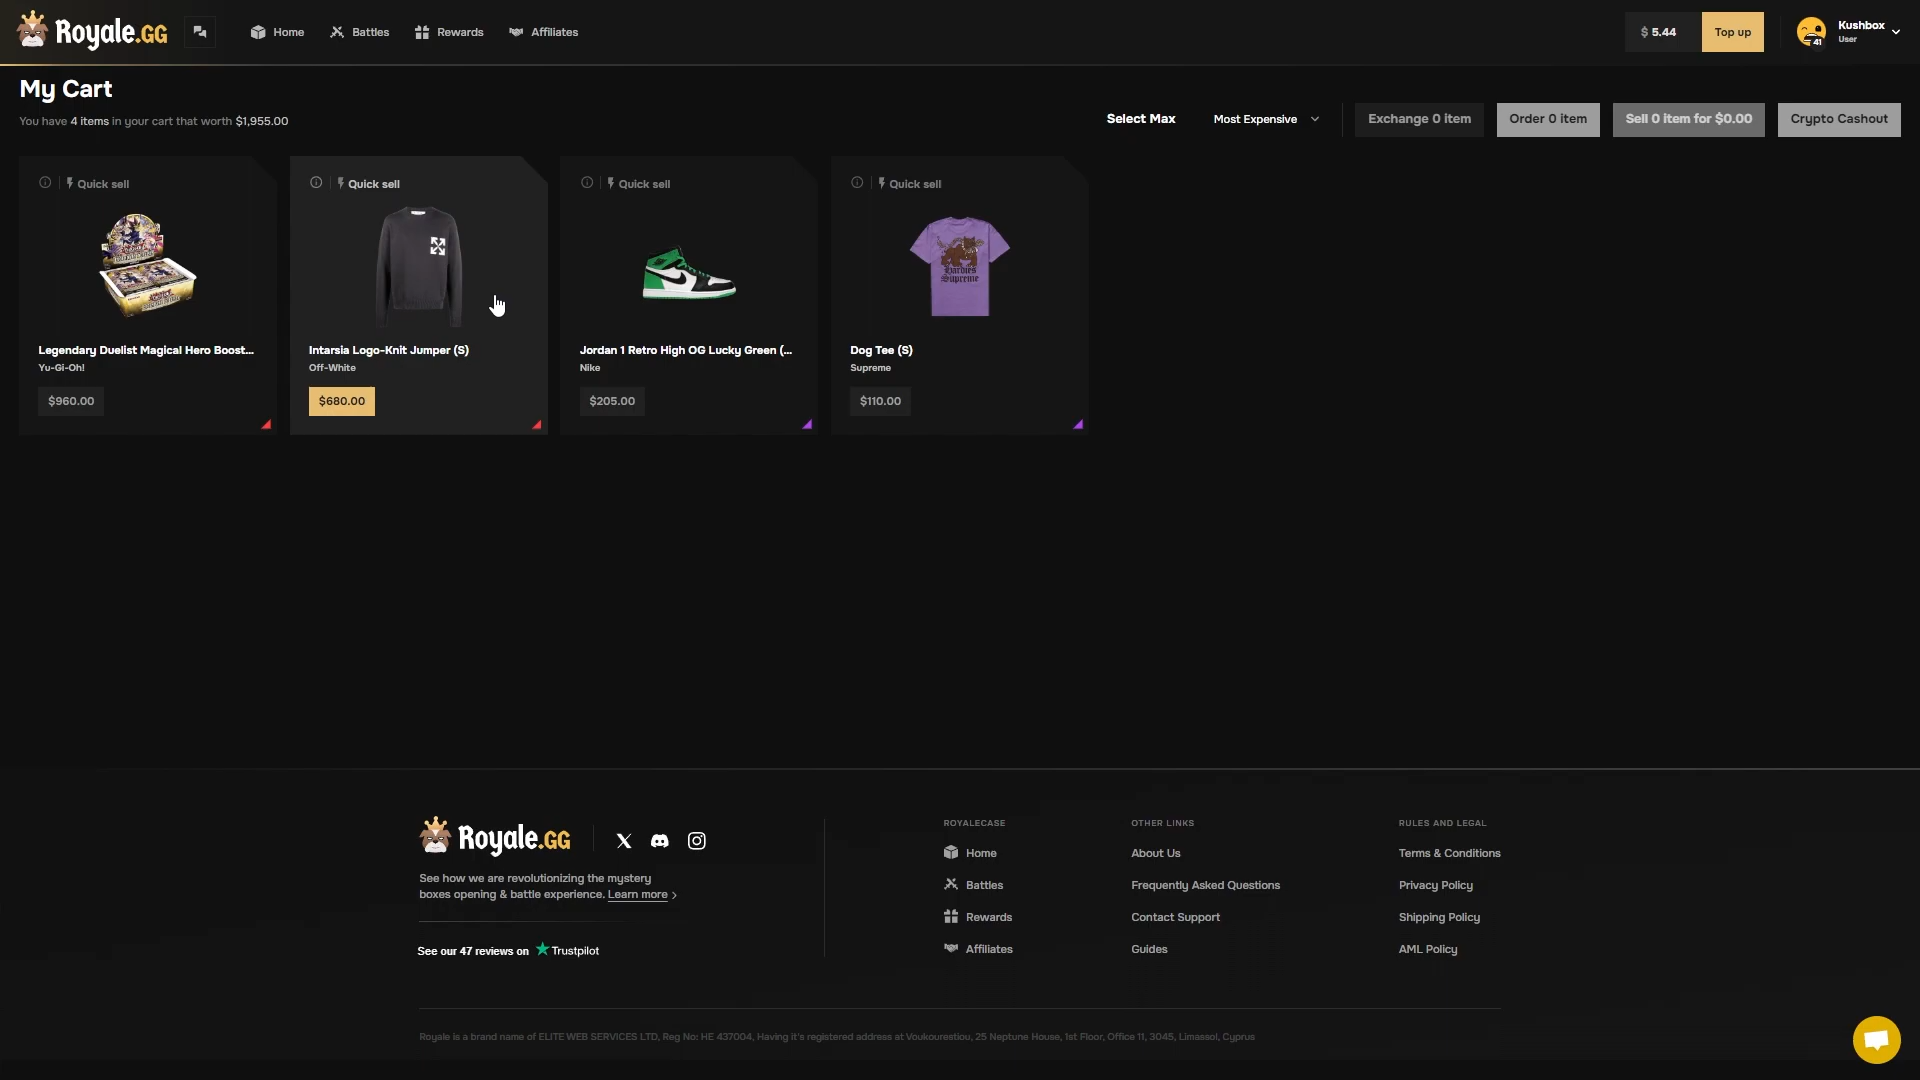 Royale.GG
Home
Battles
Rewards
Affiliates
$ 5.44
Top up
41
Kushbox
User
My Cart
You have 4 items in your cart that worth $1,955.00
Select Max
Most Expensive
Exchange 0 item
Order 0 item
Sell 0 item for $0.00
Crypto Cashout
Quick sell
Legendary Duelist Magical Hero Boost...
Yu-Gi-Oh!
$960.00
Quick sell
Intarsia Logo-Knit Jumper (S)
Off-White
$680.00
Quick sell
Jordan 1 Retro High OG Lucky Green (...
Nike
$205.00
Quick sell
Hardies
Supreme
Dog Tee (S)
Supreme
$110.00
Royale.GG
See how we are revolutionizing the mystery
boxes opening & battle experience. Learn more >
See our 47 reviews on Trustpilot
ROYALECASE
Home
Battles
Rewards
Affiliates
OTHER LINKS
About Us
Frequently Asked Questions
Contact Support
Guides
RULES AND LEGAL
Terms & Conditions
Privacy Policy
Shipping Policy
AML Policy
Royale is a brand name of ELITE WEB SERVICES LTD, Reg No: HE 437004, Having it's registered address at Voukourestiou, 25 Neptune House, 1st Floor, Office 11, 3045, Limassol, Cyprus